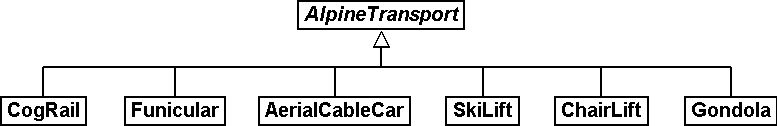 AlpineTransport
CogRail
Funicular
AerialCableCar
SkiLift
ChairLift
Gondola